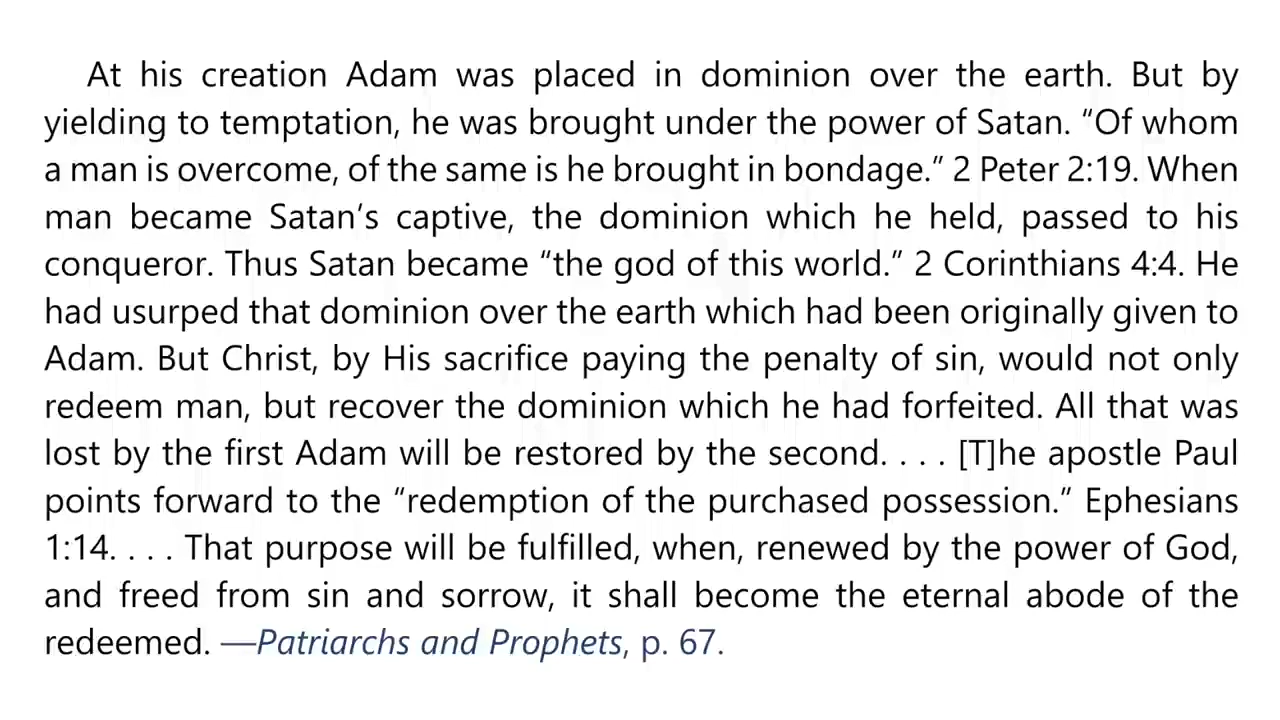 At his creation Adam was placed in dominion over the earth. But by
yielding to temptation, he was brought under the power of Satan. “Of whom
a man is overcome, of the same is he brought in bondage.” 2 Peter 2:19. When
man became Satan’s captive, the dominion which he held, passed to his
conqueror. Thus Satan became “the god of this world.” 2 Corinthians 4:4. He
had usurped that dominion over the earth which had been originally given to
Adam. But Christ, by His sacrifice paying the penalty of sin, would not only
redeem man, but recover the dominion which he had forfeited. All that was
lost by the first Adam will be restored by the second. . . . [T]he apostle Paul
points forward to the “redemption of the purchased possession.” Ephesians
1:14. . . . That purpose will be fulfilled, when, renewed by the power of God,
and freed from sin and sorrow, it shall become the eternal abode of the
redeemed. —Patriarchs and Prophets, p. 67.